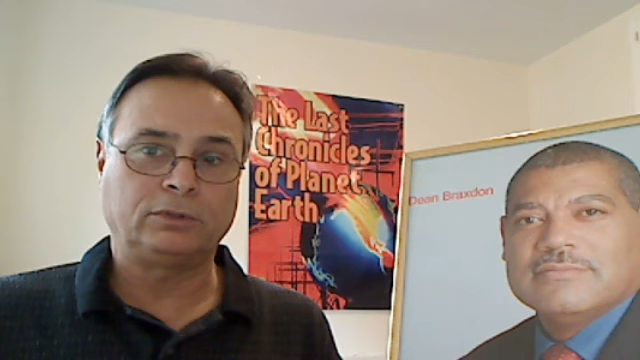 The Last
Chronicles
of Planet
Earth
Dean Braxdon